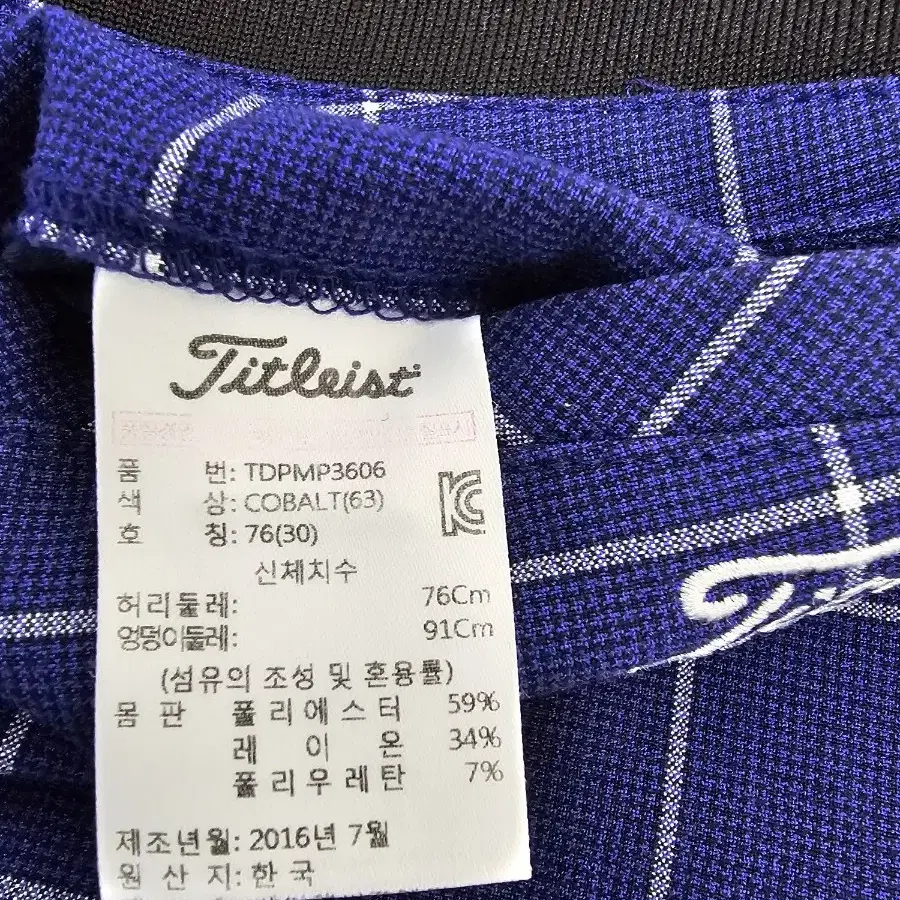 Titleist
품 번: TDPMP3606
색 상: COBALT(63)
호 칭: 76(30)
신체치수
허리둘레: 76Cm
엉덩이둘레: 91Cm
(섬유의 조성 및 혼용률)
몸 판 폴리에스터 59%
레 이 온 34%
폴리우레탄 7%
제조년월: 2016년 7월
원 산 지: 한 국